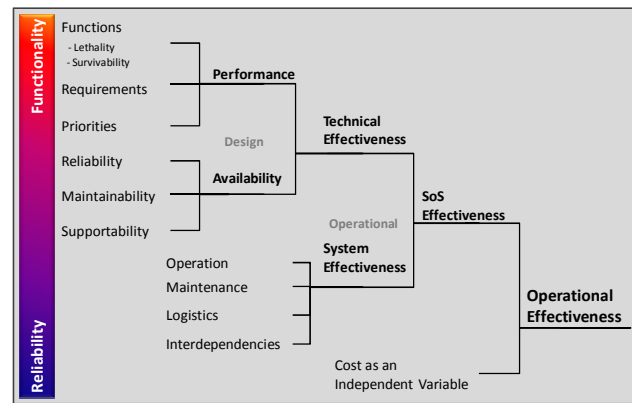 Functionality
Reliability
Functions
- Lethality
- Survivability
Requirements
Priorities
Reliability
Maintainability
Supportability
Performance
Design
Availability
Operation
Maintenance
Logistics
Interdependencies
Technical
Effectiveness
Operational
System
Effectiveness
SoS
Effectiveness
Cost as an
Independent Variable
Operational
Effectiveness